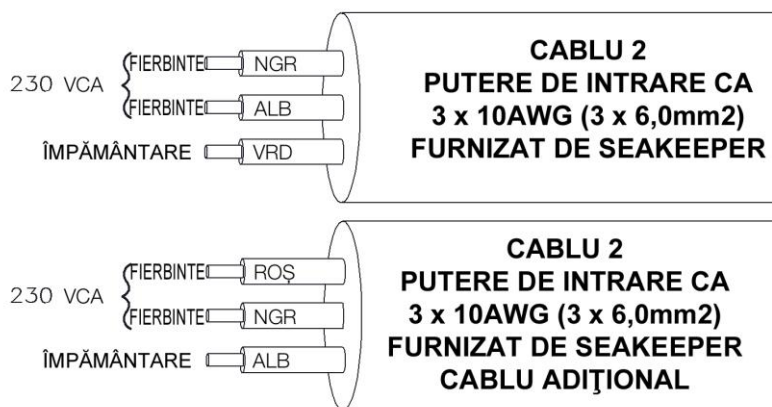 FIERBINTE NGR
230 VCA
FIERBINTE ALB
ÎMPĂMÂNTARE VRD
CABLU 2
PUTERE DE INTRARE CA
3 x 10AWG (3 x 6,0mm2)
FURNIZAT DE SEAKEEPER
FIERBINTE ROŞ
230 VCA
FIERBINTE NGR
ÎMPĂMÂNTARE ALB
CABLU 2
PUTERE DE INTRARE CA
3 x 10AWG (3 x 6,0mm2)
FURNIZAT DE SEAKEEPER
CABLU ADIŢIONAL